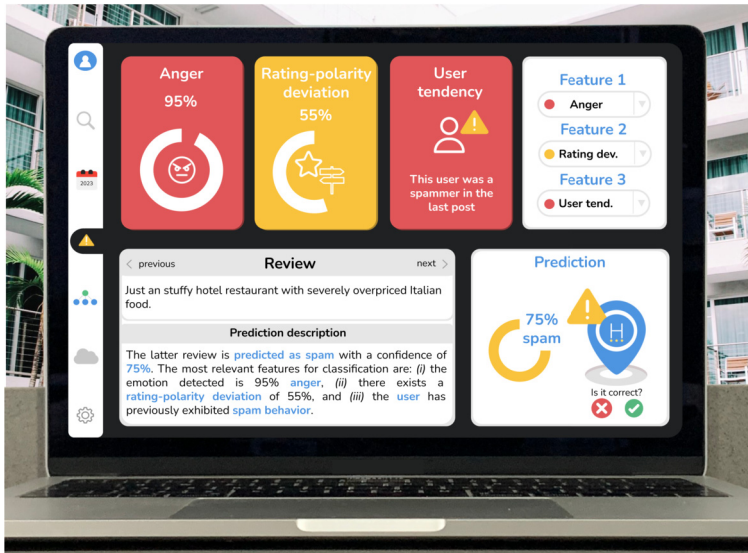 Anger
95%
Rating-polarity
deviation
55%
User
tendency
This user was a
spammer in the
last post
Feature 1
Anger
Feature 2
Rating dev.
Feature 3
User tend.
2023
< previous
Review
next >
Just an stuffy hotel restaurant with severely overpriced Italian
food.
Prediction description
The latter review is predicted as spam with a confidence of
75%. The most relevant features for classification are: (i) the
emotion detected is 95% anger, (ii) there exists a
rating-polarity deviation of 55%, and (iii) the user has
previously exhibited spam behavior.
Prediction
75%
spam
H
Is it correct?